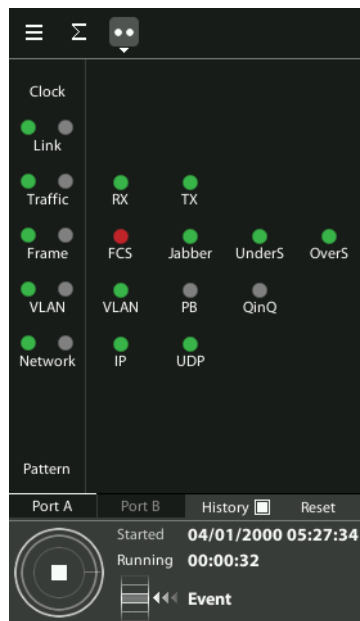 Σ
Clock
Link
Traffic RX TX
Frame FCS Jabber UnderS OverS
VLAN VLAN PB QinQ
Network IP UDP
Pattern
Port A Port B History Reset
Started 04/01/2000 05:27:34
Running 00:00:32
Event